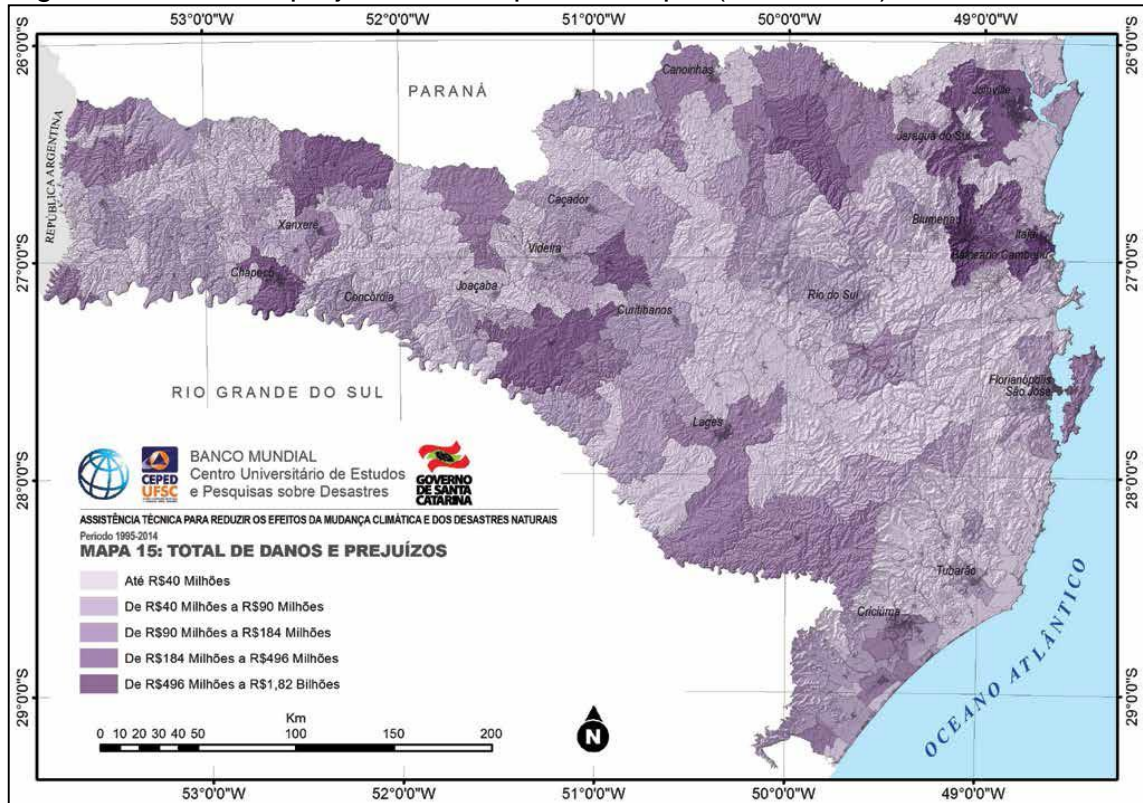 53°0'0"W 52°0'0"W 51°0'0"W 50°0'0"W 49°0'0"W
26°0'0"S 26°0'0"S
PARANÁ
REPÚBLICA ARGENTINA
Canoinhas
Joinville
Jaraguá do Sul
Caçador
Xanxerê
Videira
Blumenau
Itajaí
Balneário Camboriú
27°0'0"S 27°0'0"S
Chapecó
Concórdia
Joaçaba
Curitibanos
Rio do Sul
RIO GRANDE DO SUL
Florianópolis
São José
Lages
BANCO MUNDIAL
Centro Universitário de Estudos
e Pesquisas sobre Desastres
CEPED
UFSC
GOVERNO
DE SANTA
CATARINA
28°0'0"S 28°0'0"S
ASSISTÊNCIA TÉCNICA PARA REDUZIR OS EFEITOS DA MUDANÇA CLIMÁTICA E DOS DESASTRES NATURAIS
Período 1995-2014
MAPA 15: TOTAL DE DANOS E PREJUÍZOS
Até R$40 Milhões
De R$40 Milhões a R$90 Milhões
De R$90 Milhões a R$184 Milhões
De R$184 Milhões a R$496 Milhões
De R$496 Milhões a R$1,82 Bilhões
Tubarão
Criciúma
OCEANO ATLÂNTICO
29°0'0"S 29°0'0"S
Km
0 10 20 30 40 50 100 150 200
N
53°0'0"W 52°0'0"W 51°0'0"W 50°0'0"W 49°0'0"W